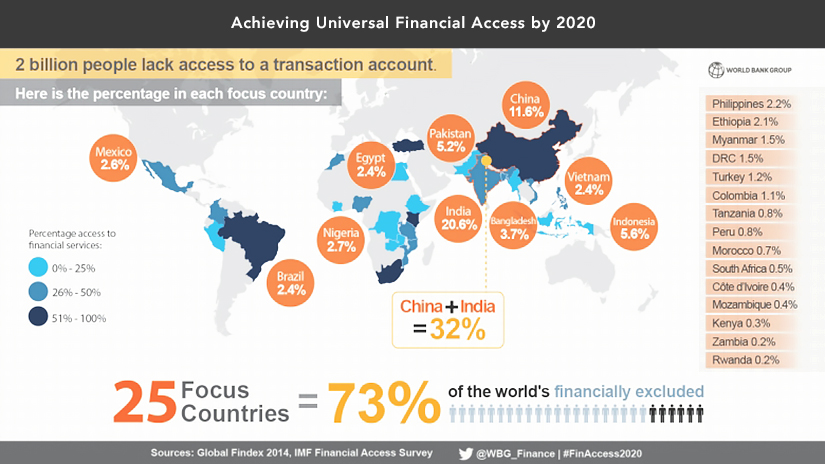 Achieving Universal Financial Access by 2020
2 billion people lack access to a transaction account.
Here is the percentage in each focus country:
WORLD BANK GROUP
China
11.6%
Pakistan
5.2%
Mexico
2.6%
Egypt
2.4%
Vietnam
2.4%
India
20.6%
Bangladesh
3.7%
Indonesia
5.6%
Nigeria
2.7%
Brazil
2.4%
Percentage access to
financial services:
0% - 25%
26% - 50%
51% - 100%
China+India
=32%
Philippines 2.2%
Ethiopia 2.1%
Myanmar 1.5%
DRC 1.5%
Turkey 1.2%
Colombia 1.1%
Tanzania 0.8%
Peru 0.8%
Morocco 0.7%
South Africa 0.5%
Côte d'Ivoire 0.4%
Mozambique 0.4%
Kenya 0.3%
Zambia 0.2%
Rwanda 0.2%
25 Focus
Countries
= 73%
of the world's financially excluded
Sources: Global Findex 2014, IMF Financial Access Survey
@WBG_Finance | #FinAccess2020